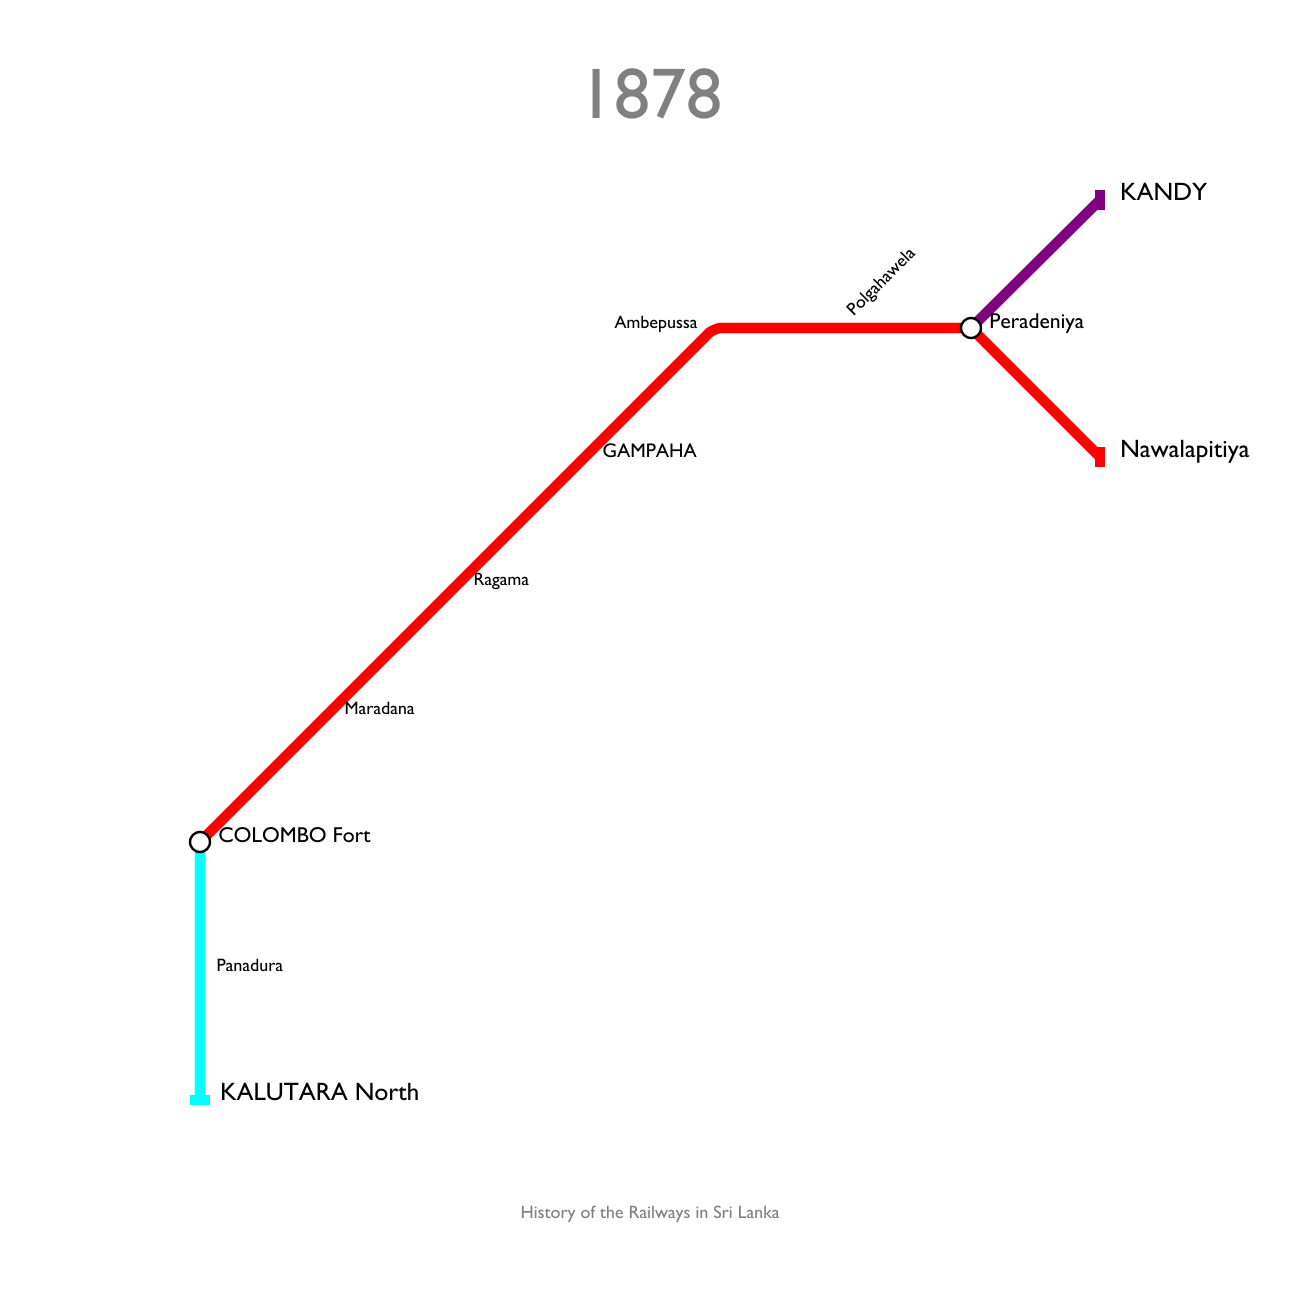 1878
KANDY
Polgahawela
Ambepussa
Peradeniya
GAMPAHA
Nawalapitiya
Ragama
Maradana
COLOMBO Fort
Panadura
KALUTARA North
History of the Railways in Sri Lanka